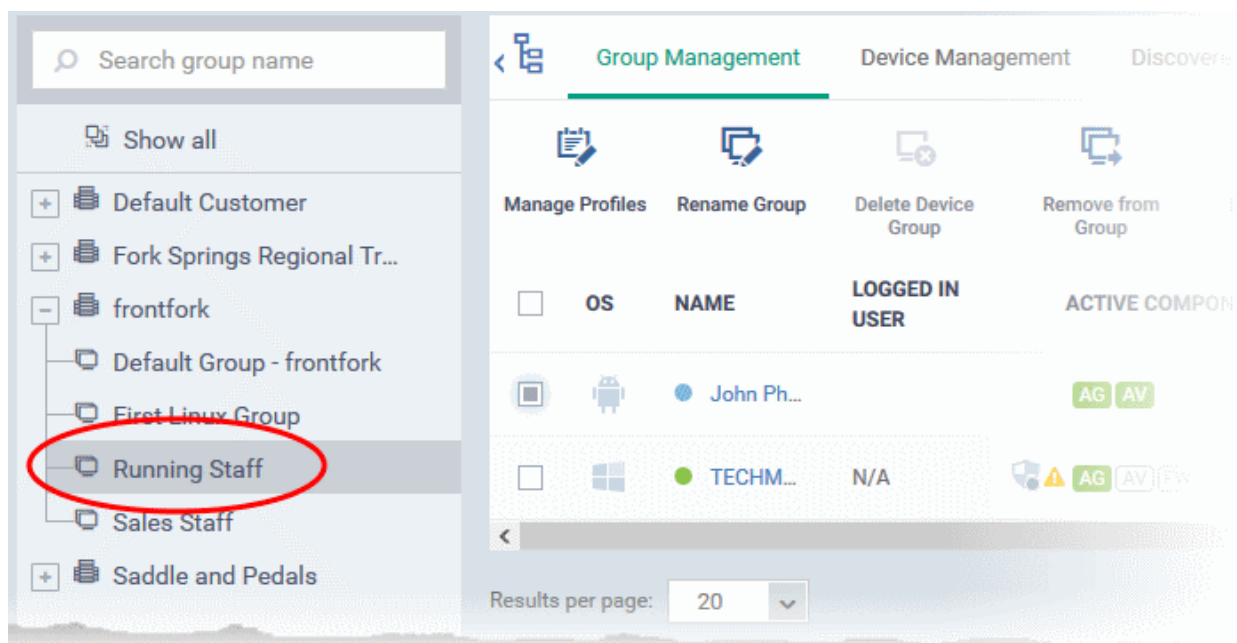 Search group name
Show all
Default Customer
Fork Springs Regional Tr...
frontfork
Default Group - frontfork
First Linux Group
Running Staff
Sales Staff
Saddle and Pedals
Group Management
Device Management
Manage Profiles
Rename Group
Delete Device
Group
Remove from
Group
OS
NAME
LOGGED IN
USER
ACTIVE
John Ph...
AG
AV
TECHM...
N/A
AG
AV
Results per page:
20